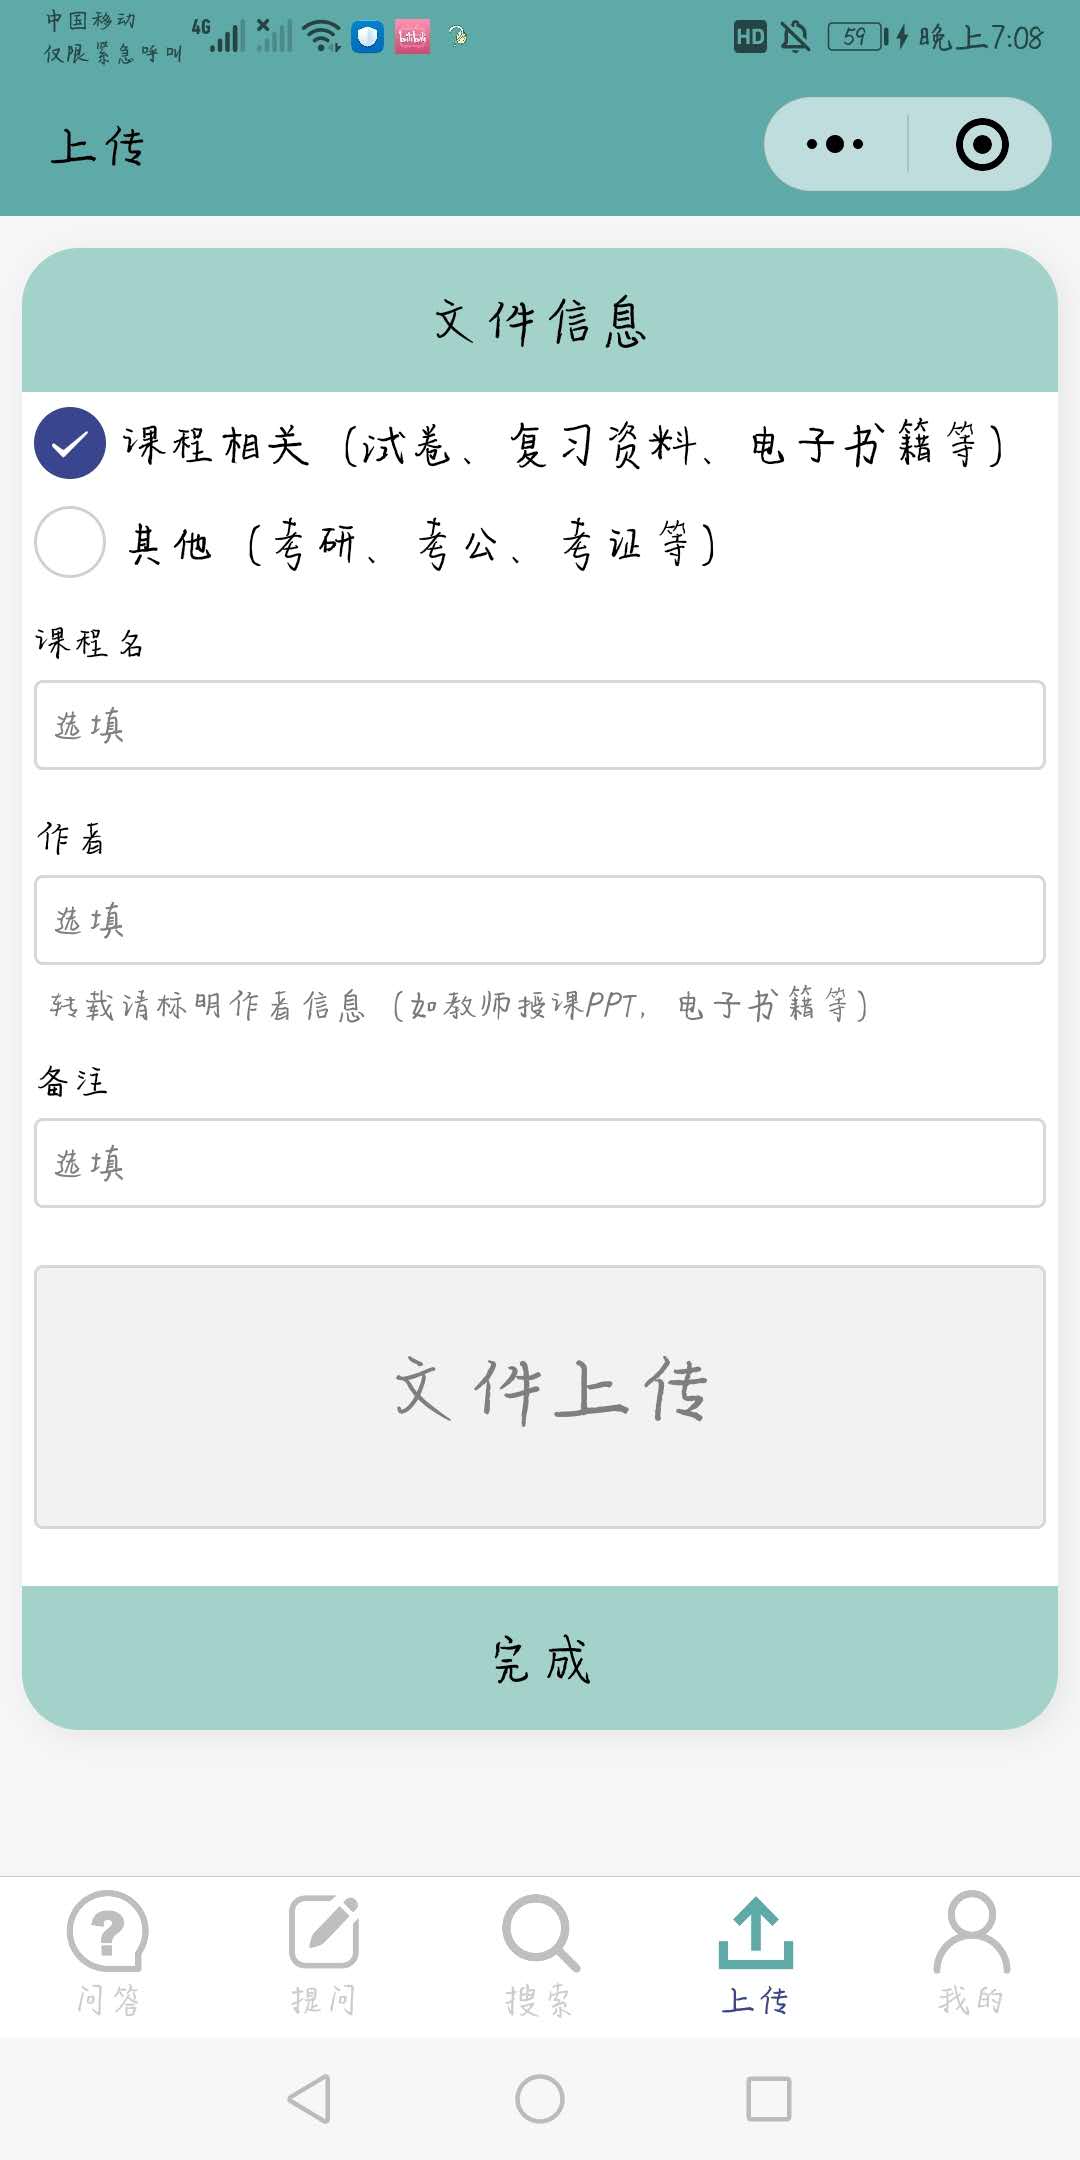 中国移动
仅限紧急呼叫
4G
HD
59
晚上7:08
上传
文件信息
课程相关（试卷、复习资料、电子书籍等）
其他（考研、考公、考证等）
课程名
选填
作者
选填
转载请标明作者信息（如教师授课PPT，电子书籍等）
备注
选填
文件上传
完成
问答
提问
搜索
上传
我的